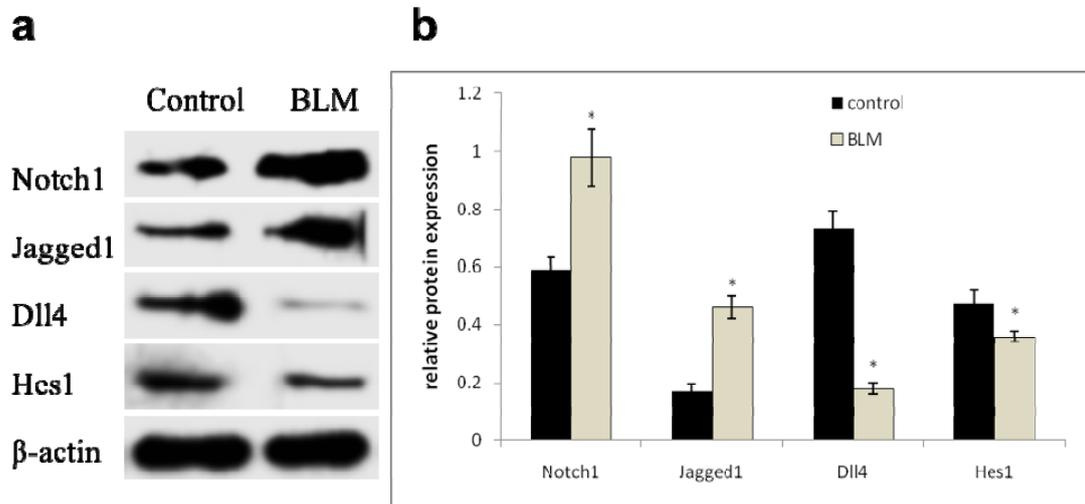 a
b
Control BLM
Notch1
Jagged1
Dll4
Hcs1
β-actin
relative protein expression
1.2
1
0.8
0.6
0.4
0.2
0
*
*
*
*
control
BLM
Notch1 Jagged1 Dll4 Hes1